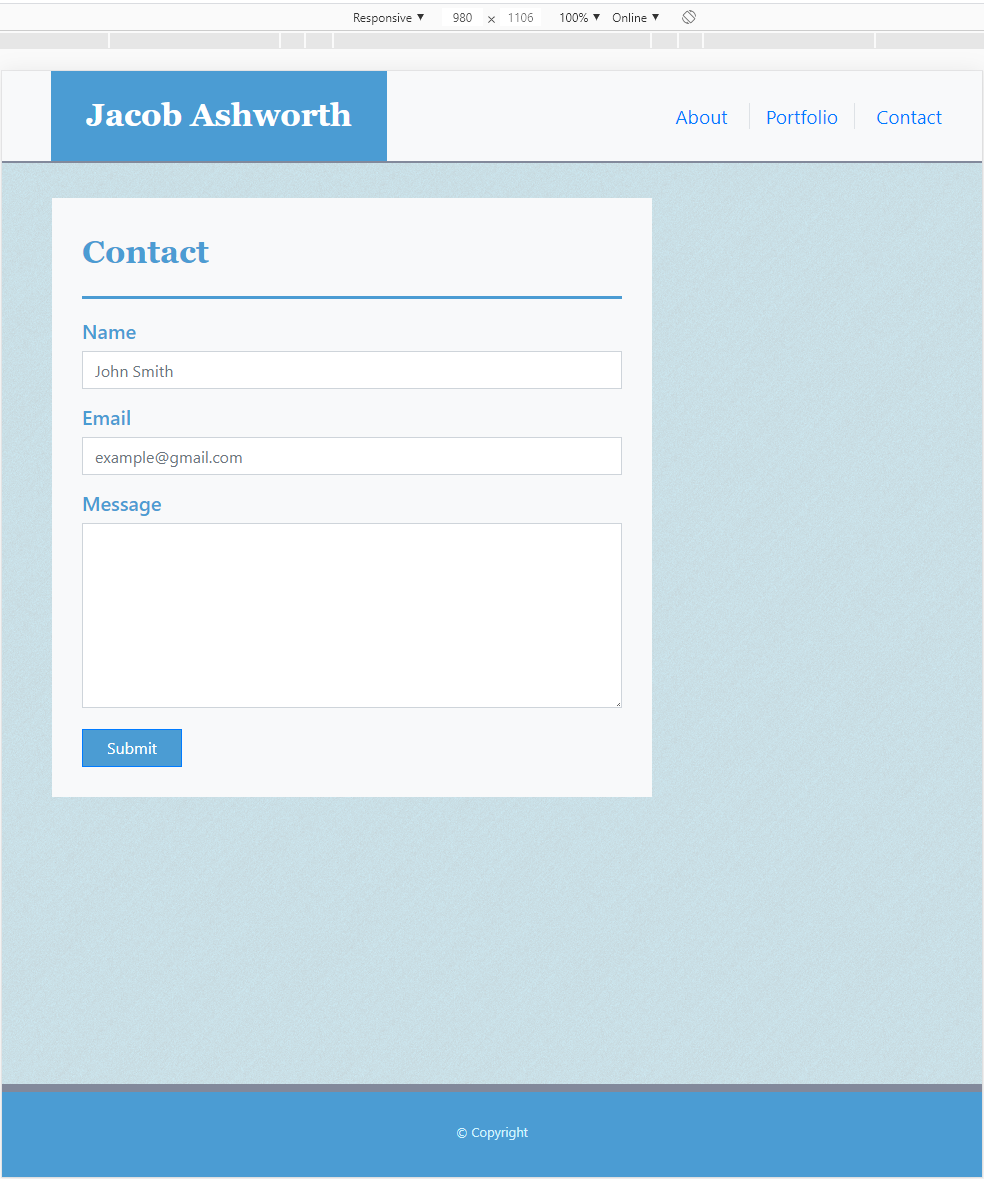 Responsive ▼ 980 × 1106 100% ▼ Online ▼
Jacob Ashworth
About Portfolio Contact
Contact
Name
John Smith
Email
example@gmail.com
Message
Submit
© Copyright